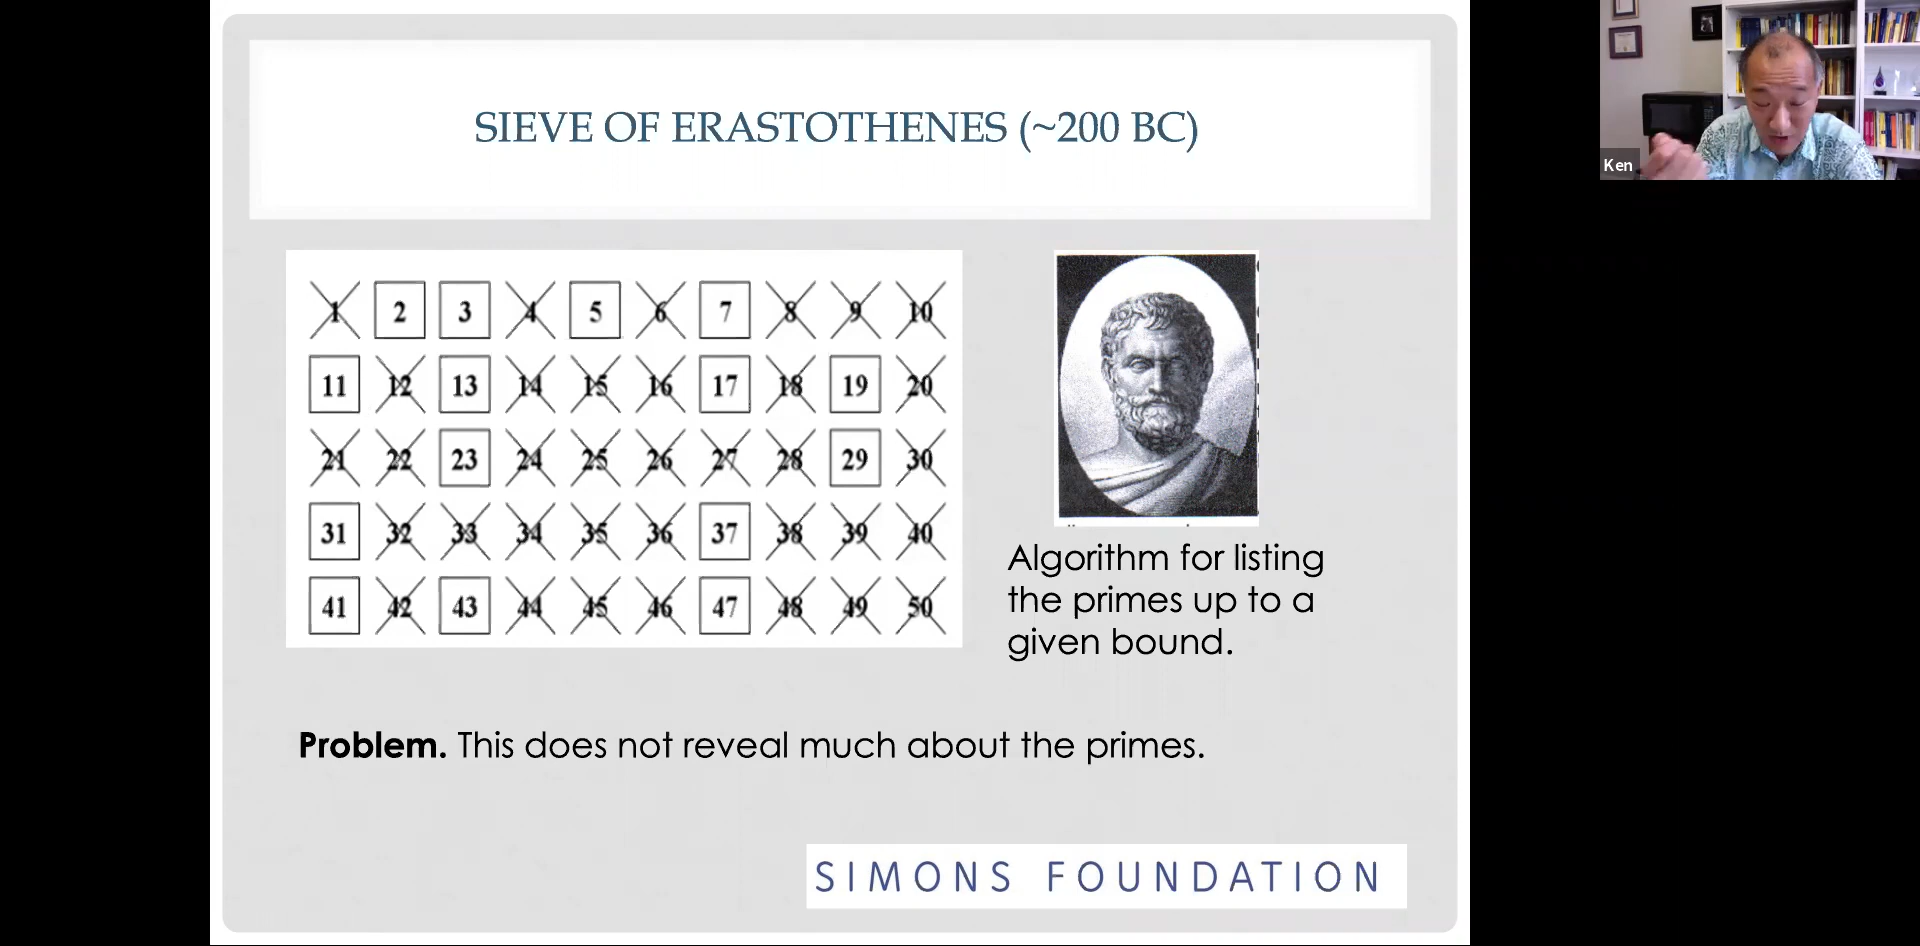 SIEVE OF ERASTOTHENES (~200 BC)
1 2 3 4 5 6 7 8 9 10
11 12 13 14 15 16 17 18 19 20
21 22 23 24 25 26 27 28 29 30
31 32 33 34 35 36 37 38 39 40
41 42 43 44 45 46 47 48 49 50
Algorithm for listing
the primes up to a
given bound.
Problem. This does not reveal much about the primes.
SIMONS FOUNDATION
Ken